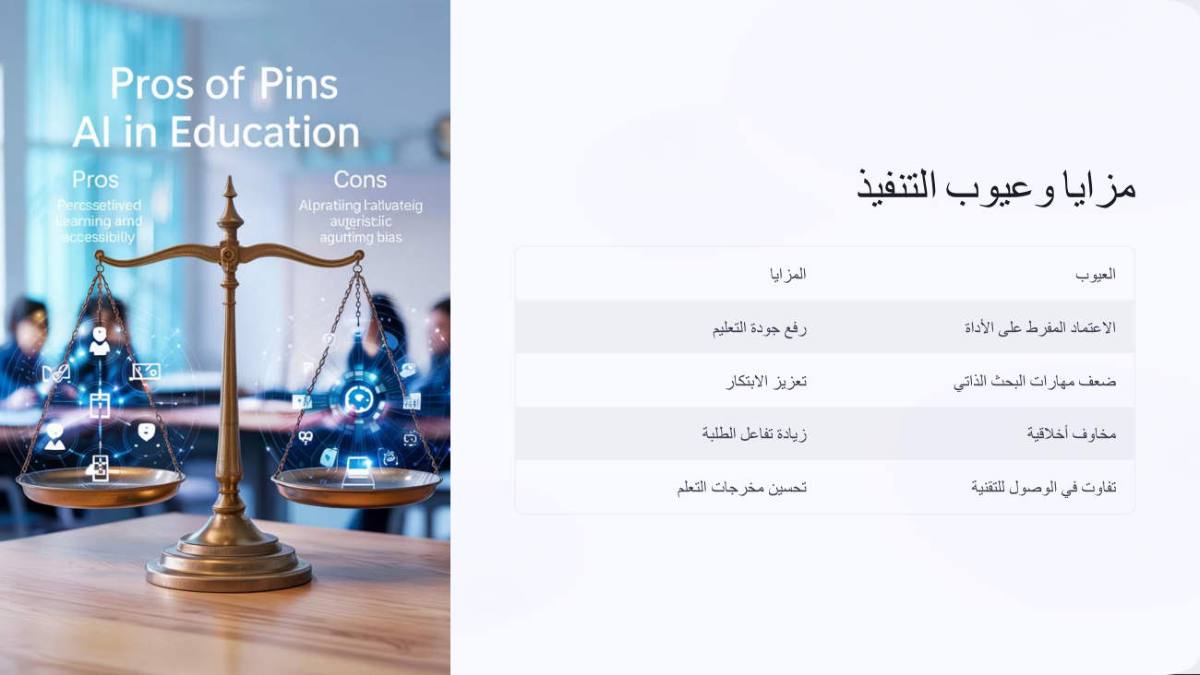 Pros of Pins
AI in Education
Pros
Cons
accessibilly
bias
مزايا وعيوب التنفيذ
العيوب المزايا
الاعتماد المفرط على الأداة رفع جودة التعليم
ضعف مهارات البحث الذاتي تعزيز الابتكار
مخاوف أخلاقية زيادة تفاعل الطلبة
تفاوت في الوصول للتقنية تحسين مخرجات التعلم